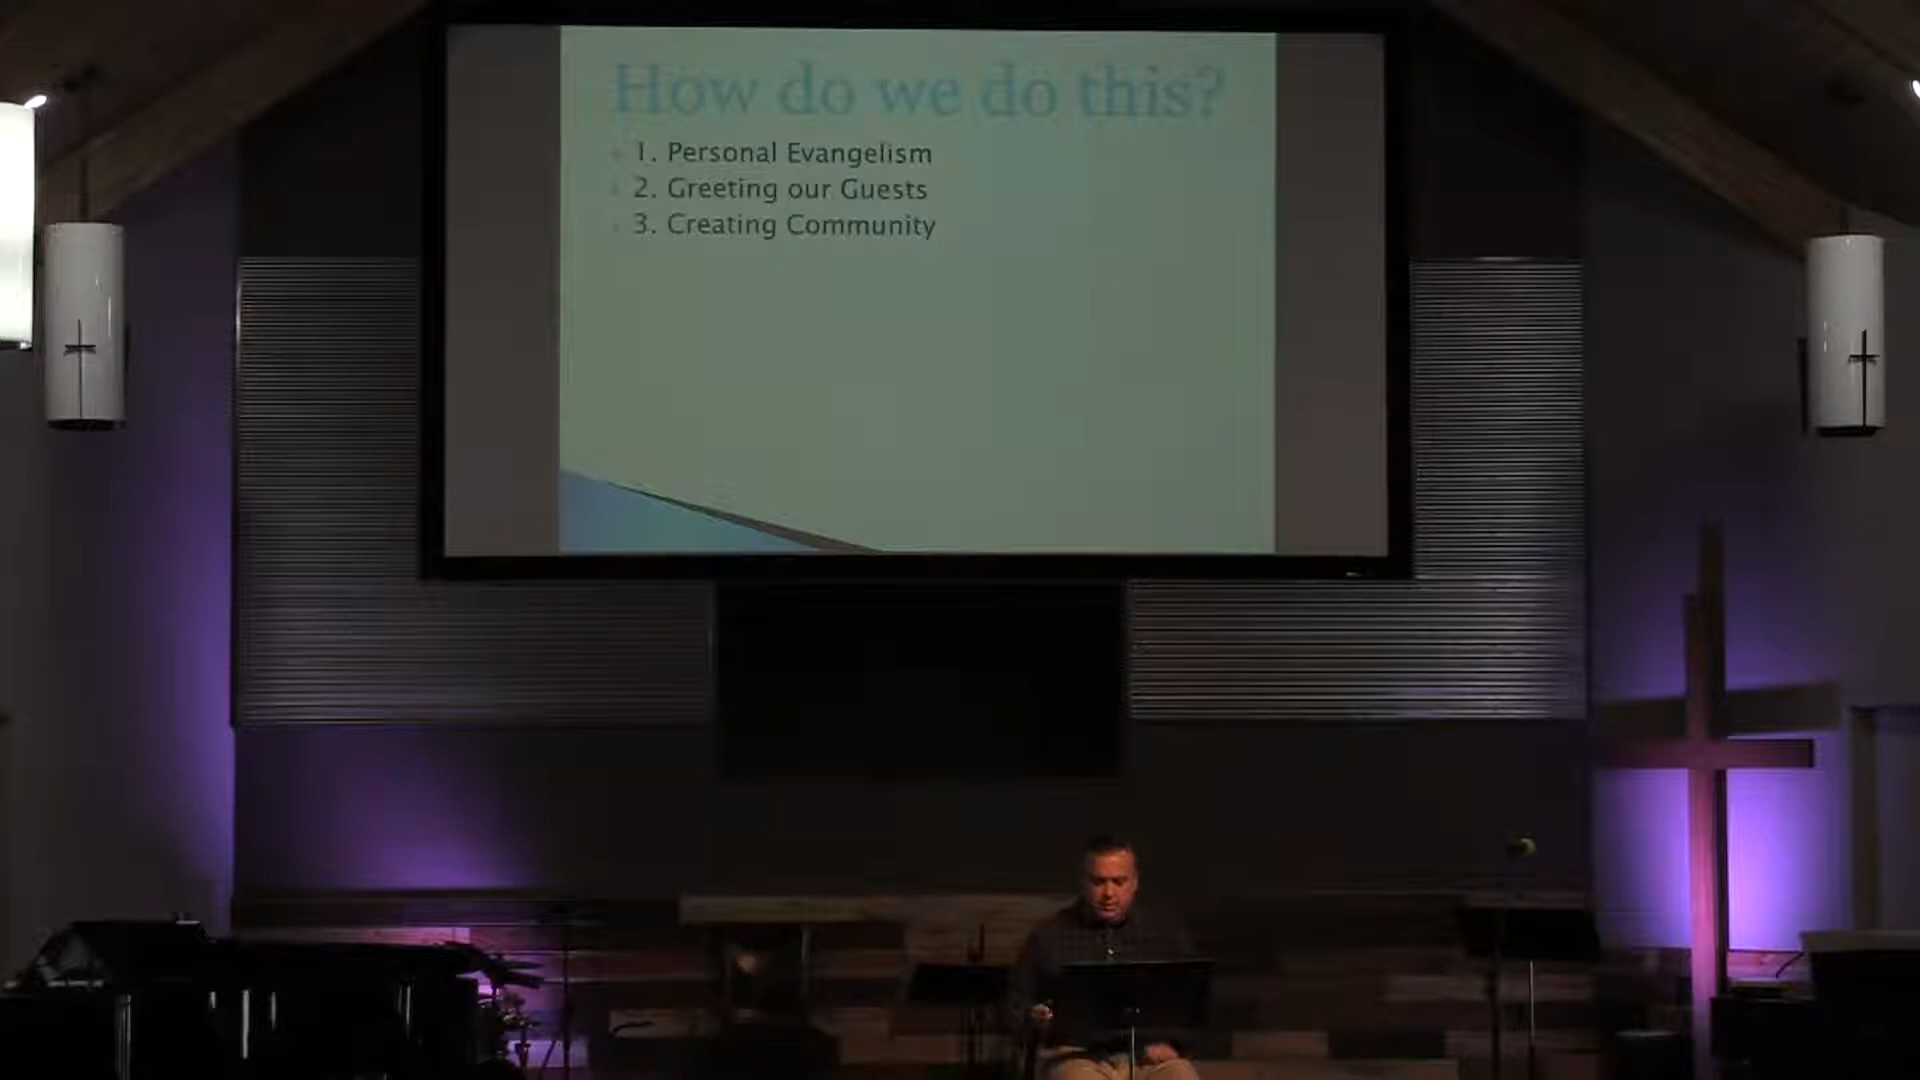 How do we do this?
1. Personal Evangelism
2. Greeting our Guests
3. Creating Community